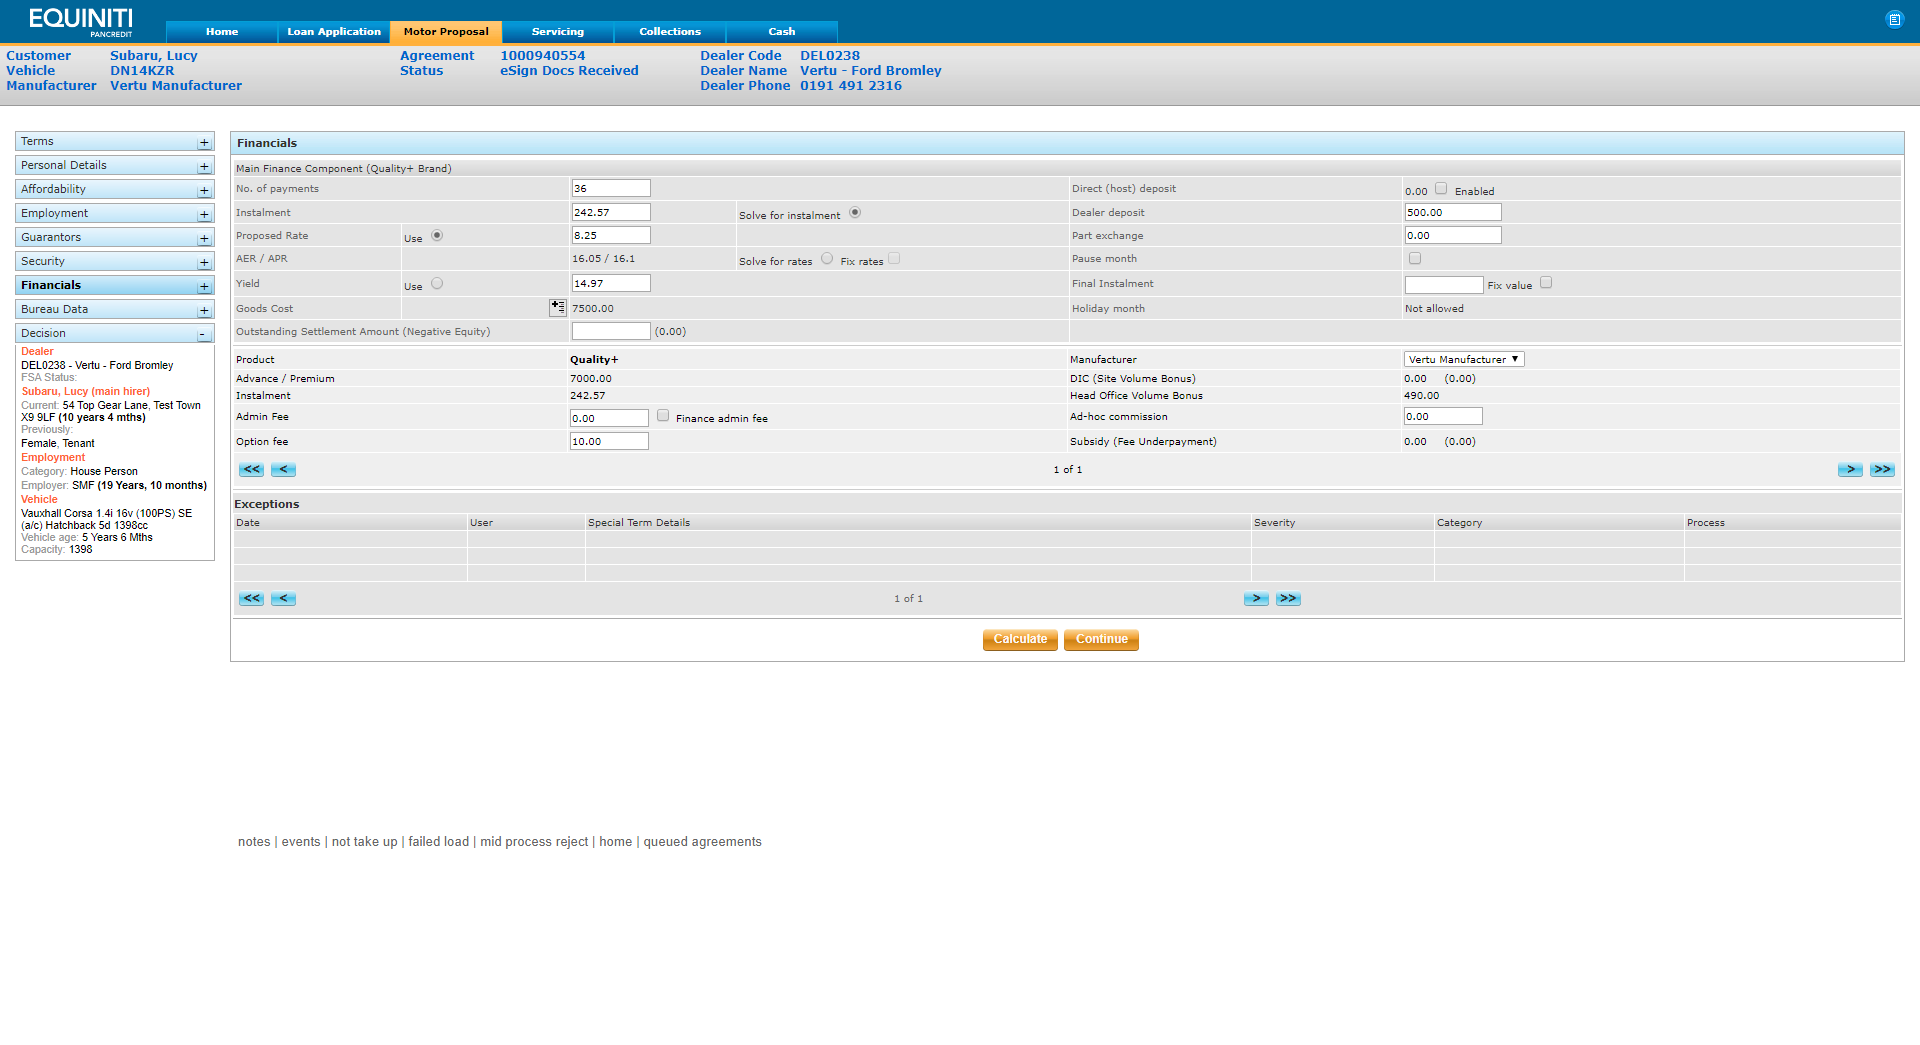 EQUINITI
PANCREDIT
Home Loan Application Motor Proposal Servicing Collections Cash
Customer Subaru, Lucy Agreement 1000940554 Dealer Code DEL0238
Vehicle DN14KZR Status eSign Docs Received Dealer Name Vertu - Ford Bromley
Manufacturer Vertu Manufacturer Dealer Phone 0191 491 2316
Terms +
Personal Details +
Affordability +
Employment +
Guarantors +
Security +
Financials +
Bureau Data +
Decision -
Dealer
DEL0238 - Vertu - Ford Bromley
FSA Status:
Subaru, Lucy (main hirer)
Current: 54 Top Gear Lane, Test Town
X9 9LF (10 years 4 mths)
Previously:
Female, Tenant
Employment
Category: House Person
Employer: SMF (19 Years, 10 months)
Vehicle
Vauxhall Corsa 1.4i 16v (100PS) SE
(a/c) Hatchback 5d 1398cc
Vehicle age: 5 Years 6 Mths
Capacity: 1398
Financials
Main Finance Component (Quality+ Brand)
No. of payments 36 Direct (host) deposit 0.00 Enabled
Instalment 242.57 Solve for instalment Dealer deposit 500.00
Proposed Rate Use 8.25 Part exchange 0.00
AER / APR 16.05 / 16.1 Solve for rates Fix rates Pause month
Yield Use 14.97 Final Instalment Fix value
Goods Cost 7500.00 Holiday month Not allowed
Outstanding Settlement Amount (Negative Equity) (0.00)
Product Quality+ Manufacturer Vertu Manufacturer
Advance / Premium 7000.00 DIC (Site Volume Bonus) 0.00 (0.00)
Instalment 242.57 Head Office Volume Bonus 490.00
Admin Fee 0.00 Finance admin fee Ad-hoc commission 0.00
Option fee 10.00 Subsidy (Fee Underpayment) 0.00 (0.00)
<< < 1 of 1 > >>
Exceptions
Date User Special Term Details Severity Category Process
<< < 1 of 1 > >>
Calculate Continue
notes | events | not take up | failed load | mid process reject | home | queued agreements